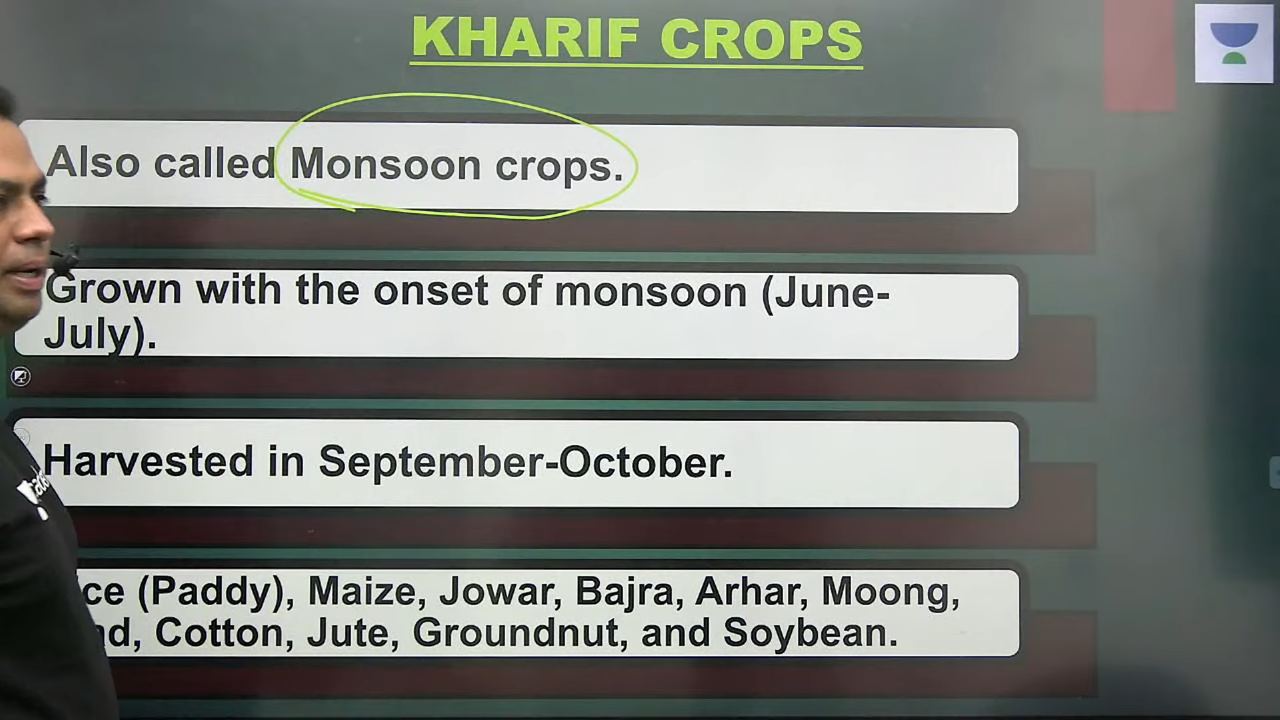 KHARIF CROPS
Also called Monsoon crops.
Grown with the onset of monsoon (June-
July).
Harvested in September-October.
(Paddy), Maize, Jowar, Bajra, Arhar, Moong,
Cotton, Jute, Groundnut, and Soybean.